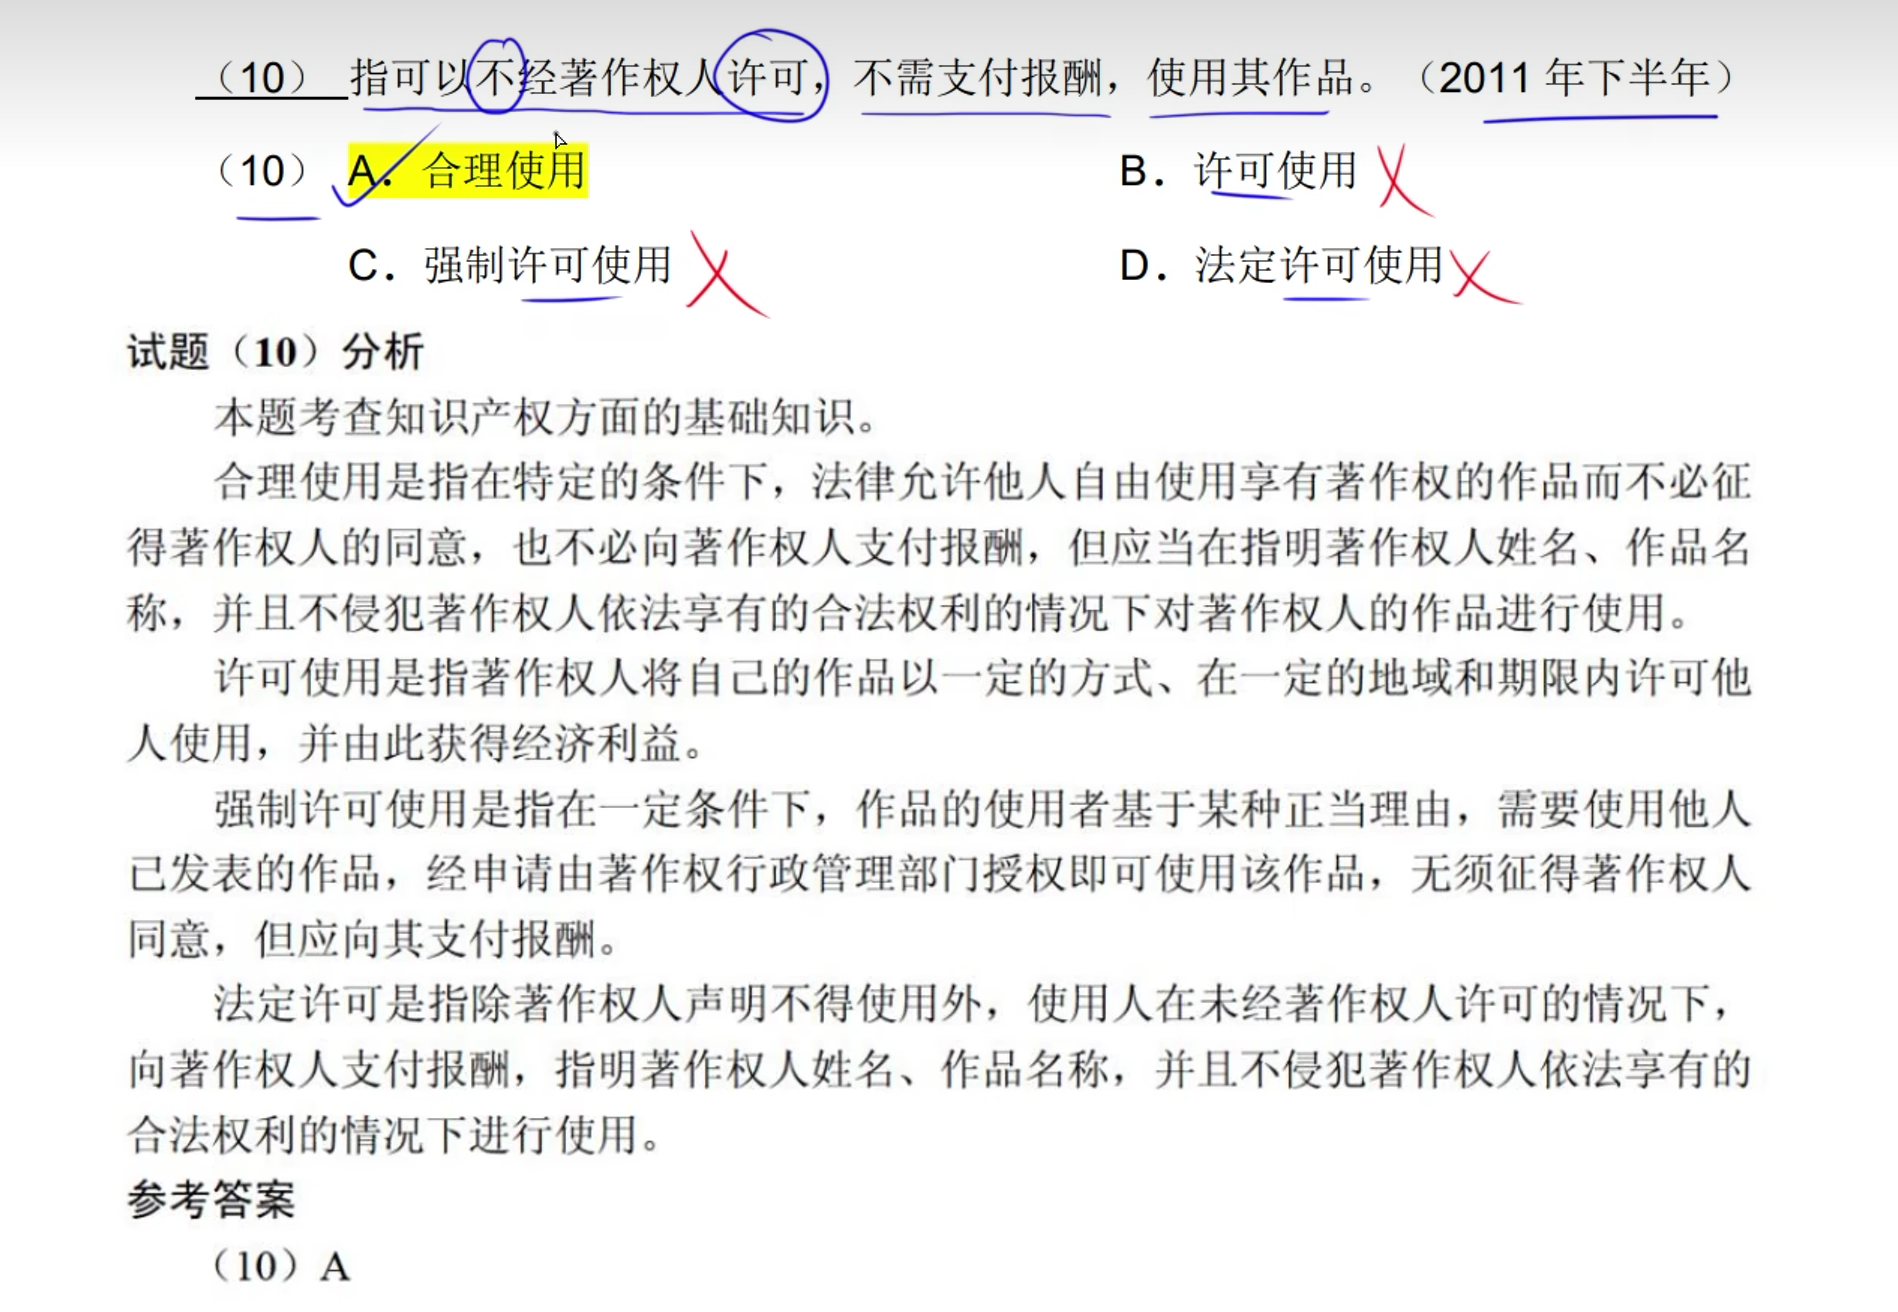 （10） 指可以不经著作权人许可，不需支付报酬，使用其作品。（2011 年下半年）
（10） A．合理使用 B．许可使用
C．强制许可使用 D．法定许可使用
试题（10）分析
本题考查知识产权方面的基础知识。
合理使用是指在特定的条件下，法律允许他人自由使用享有著作权的作品而不必征
得著作权人的同意，也不必向著作权人支付报酬，但应当在指明著作权人姓名、作品名
称，并且不侵犯著作权人依法享有的合法权利的情况下对著作权人的作品进行使用。
许可使用是指著作权人将自己的作品以一定的方式、在一定的地域和期限内许可他
人使用，并由此获得经济利益。
强制许可使用是指在一定条件下，作品的使用者基于某种正当理由，需要使用他人
已发表的作品，经申请由著作权行政管理部门授权即可使用该作品，无须征得著作权人
同意，但应向其支付报酬。
法定许可是指除著作权人声明不得使用外，使用人在未经著作权人许可的情况下，
向著作权人支付报酬，指明著作权人姓名、作品名称，并且不侵犯著作权人依法享有的
合法权利的情况下进行使用。
参考答案
（10）A